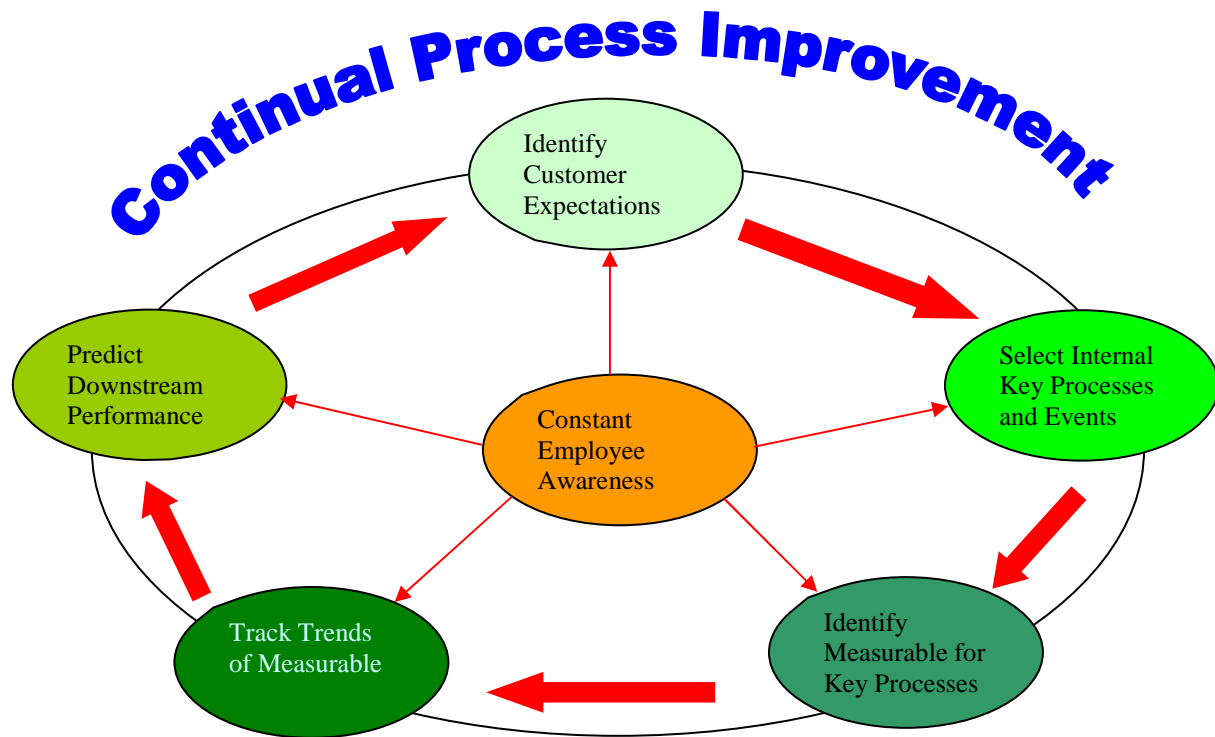 Continual Process Improvement
Identify
Customer
Expectations
Select Internal
Key Processes
and Events
Predict
Downstream
Performance
Constant
Employee
Awareness
Identify
Measurable for
Key Processes
Track Trends
of Measurable